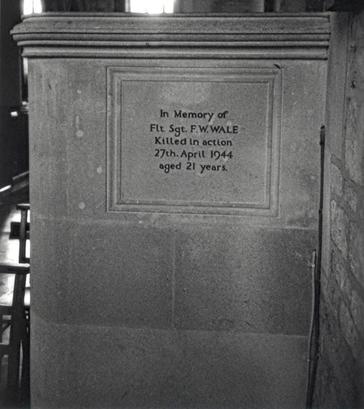 In Memory of
Flt. Sgt. F.W. WALE
Killed in action
27th. April 1944
aged 21 years.